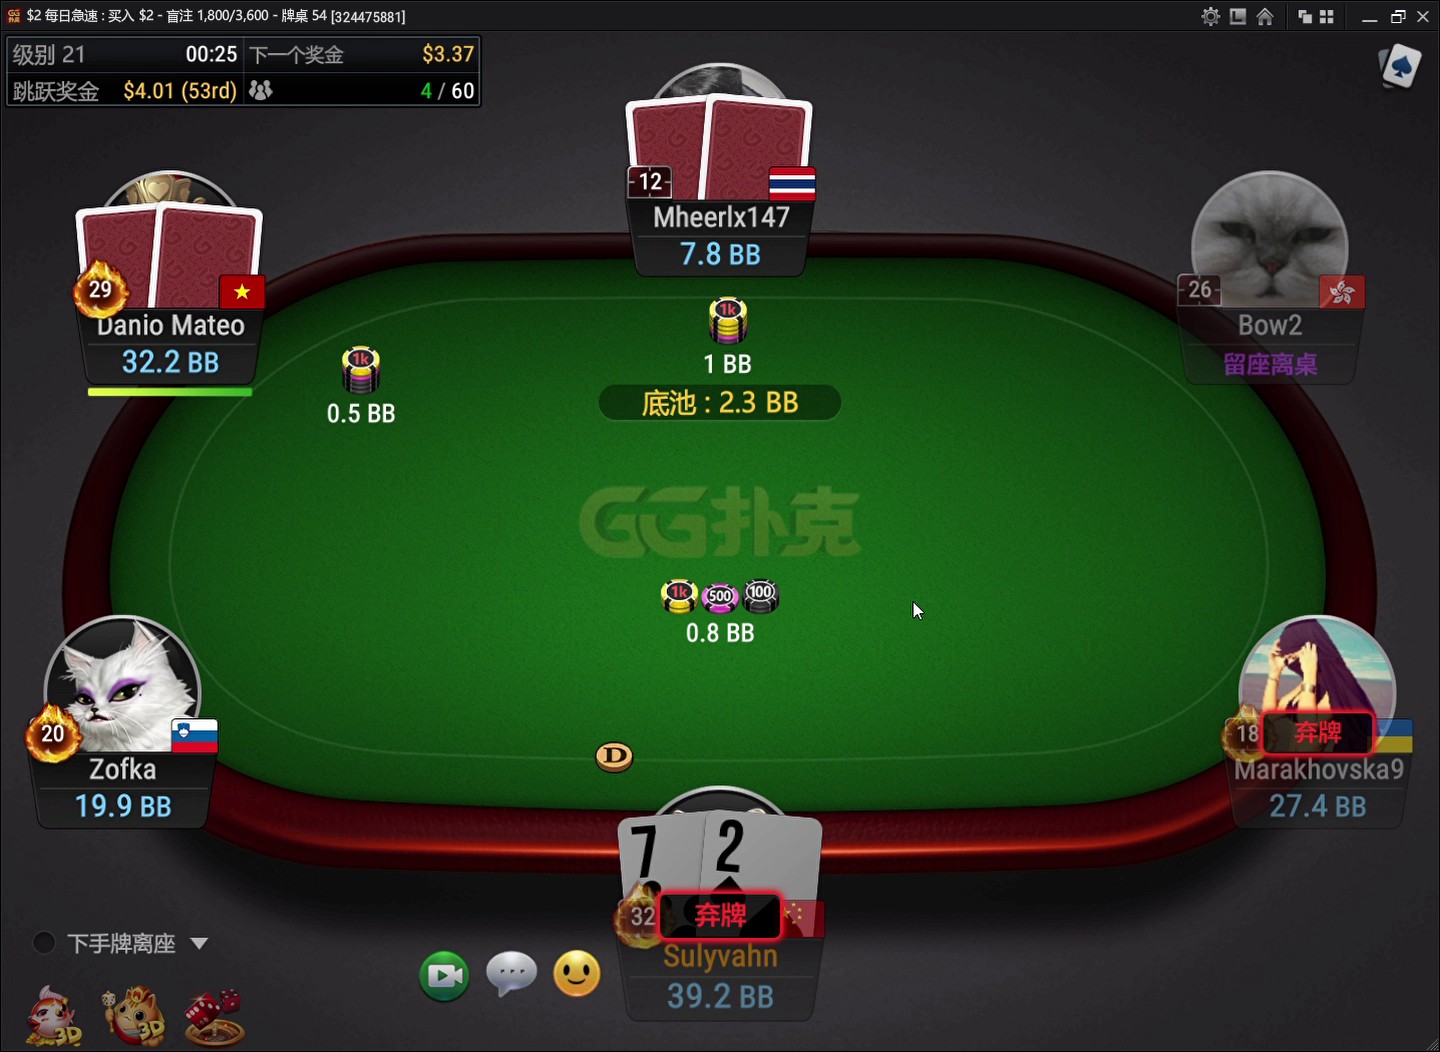 $2 每日急速 : 买入 $2 - 盲注 1,800/3,600 - 牌桌 54 [324475881]
级别 21 00:25 下一个奖金 $3.37
跳跃奖金 $4.01 (53rd) 4 / 60
12
Mheerlx147
7.8 BB
29
Danio Mateo
32.2 BB
26
Bow2
留座离桌
1k
1 BB
1k
0.5 BB
底池 : 2.3 BB
GG扑克
1k 500 100
0.8 BB
20
Zofka
19.9 BB
D
18 弃牌
Marakhovska9
27.4 BB
7 2
32 弃牌
Sulyvahn
39.2 BB
下手牌离座
3D
3D